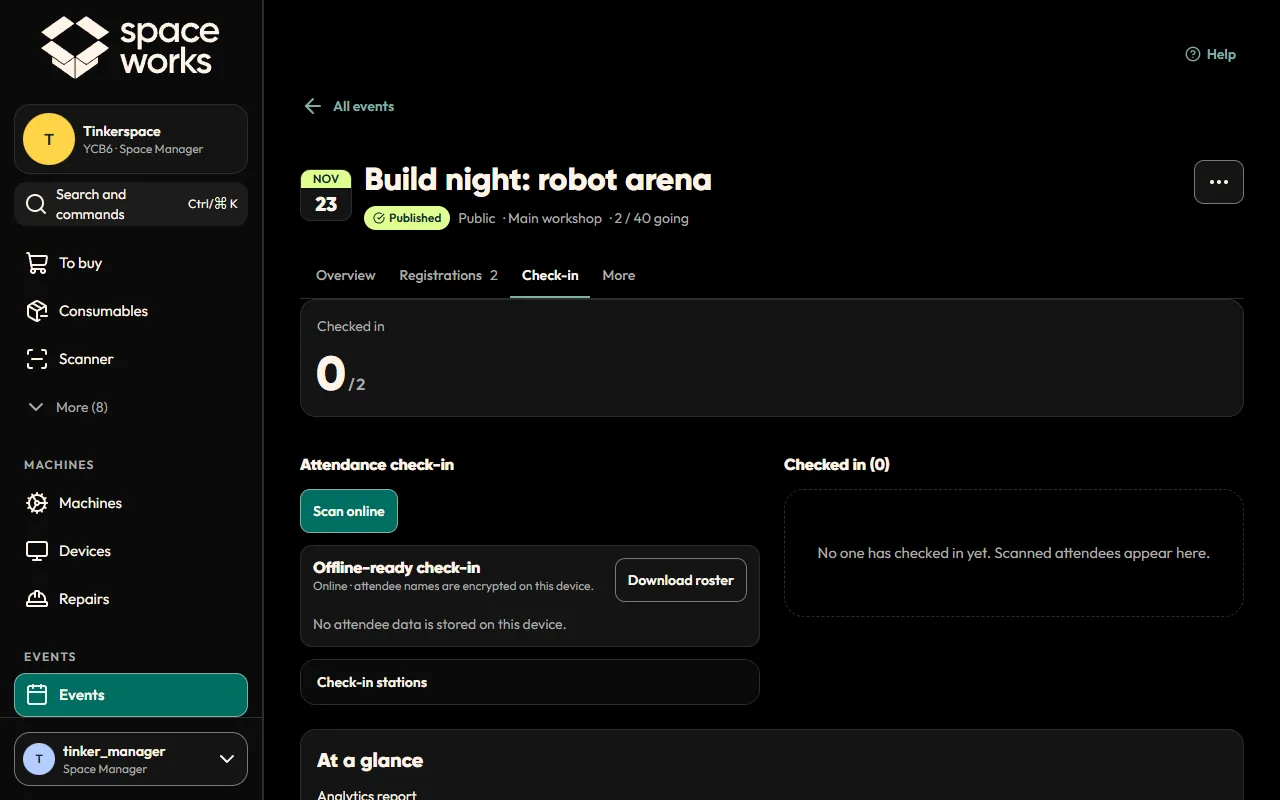 space
works
Help
T
Tinkerspace
YCB6 · Space Manager
Search and
commands
Ctrl/⌘ K
To buy
Consumables
Scanner
More (8)
MACHINES
Machines
Devices
Repairs
EVENTS
Events
T
tinker_manager
Space Manager
All events
NOV
23
Build night: robot arena
Published
Public · Main workshop · 2 / 40 going
Overview
Registrations 2
Check-in
More
Checked in
0/2
Attendance check-in
Scan online
Offline-ready check-in
Online · attendee names are encrypted on this device.
Download roster
No attendee data is stored on this device.
Check-in stations
Checked in (0)
No one has checked in yet. Scanned attendees appear here.
At a glance
Analytics report